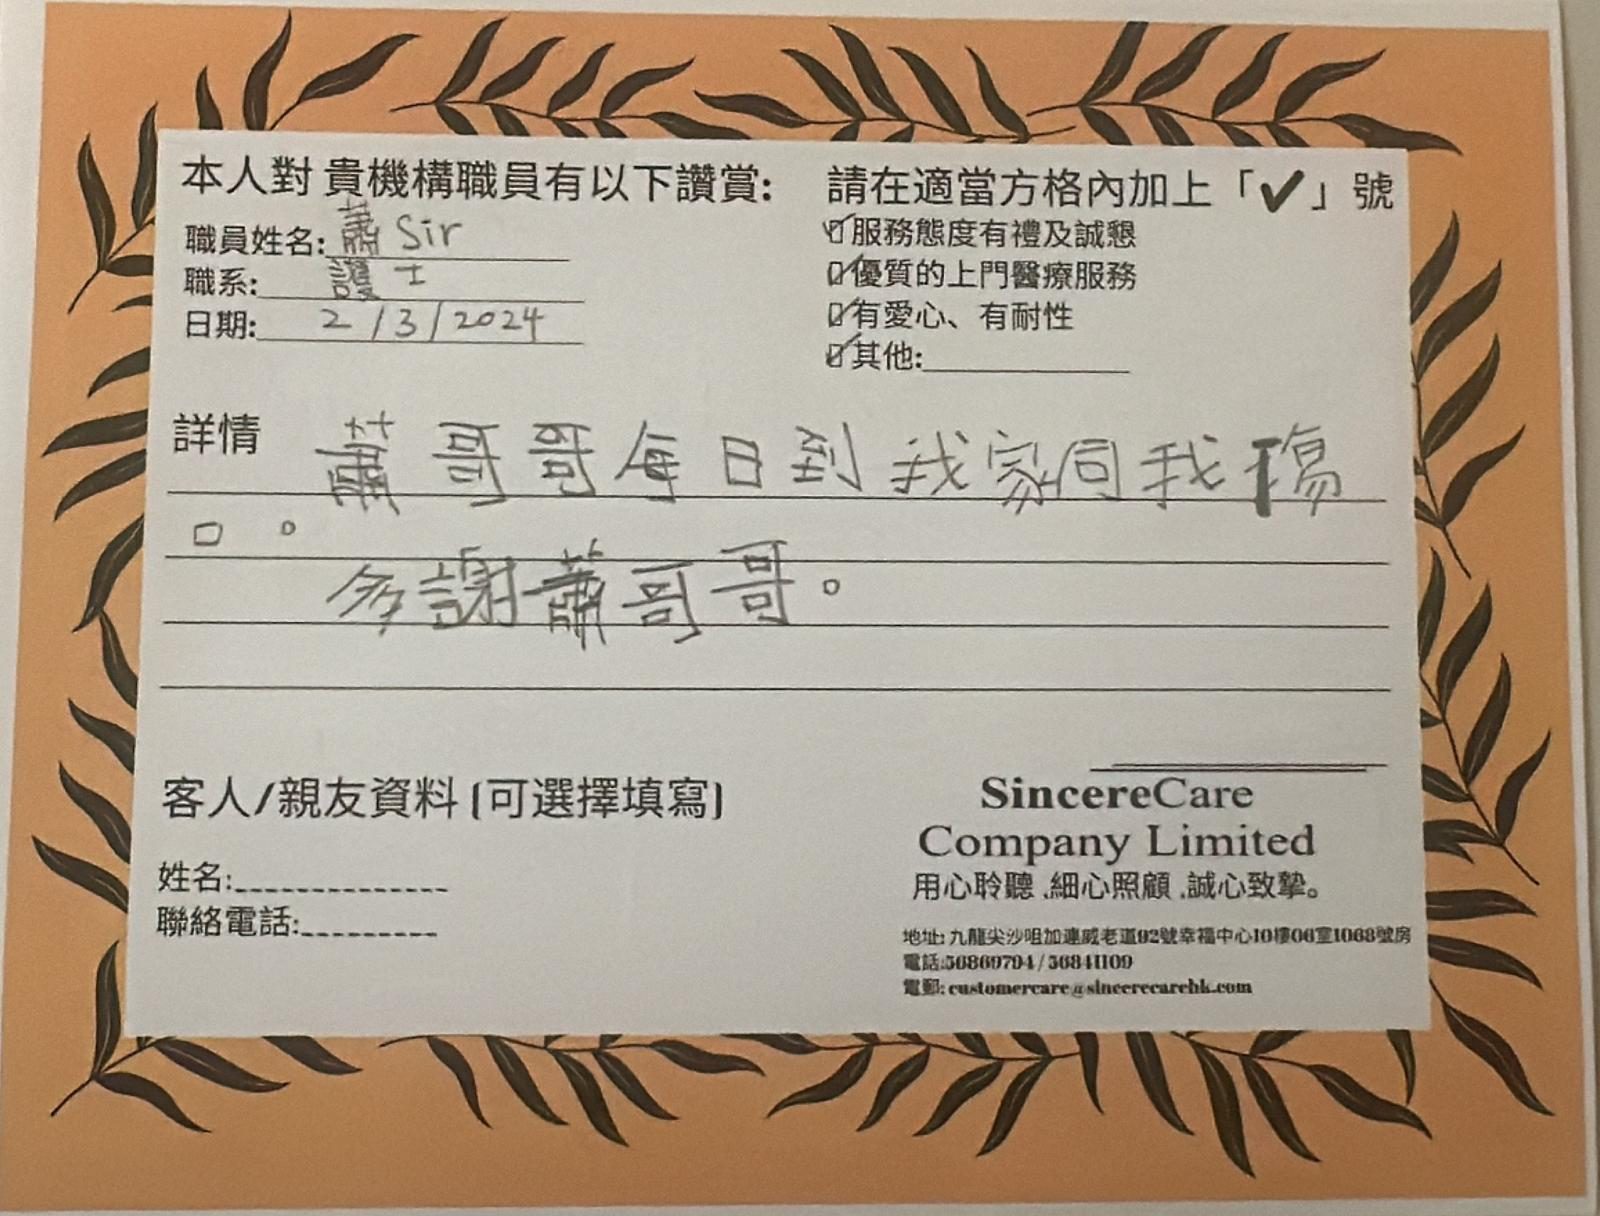 本人對 貴機構職員有以下讚賞:
職員姓名: 蕭 Sir
職系: 護士
日期: 2/3/2024
請在適當方格內加上「✔」號
☑服務態度有禮及誠懇
☑優質的上門醫療服務
☑有愛心、有耐性
☑其他:
詳情 蕭哥哥每日到我家同我瘍
口。
多謝蕭哥哥。
客人/親友資料 (可選擇填寫)
姓名:
聯絡電話:
SincereCare
Company Limited
用心聆聽 .細心照顧 .誠心致摯。
地址: 九龍尖沙咀加連威老道92號幸福中心10樓06室1068號房
電話:56869794 / 56841109
電郵: customercare@sincerecarehk.com